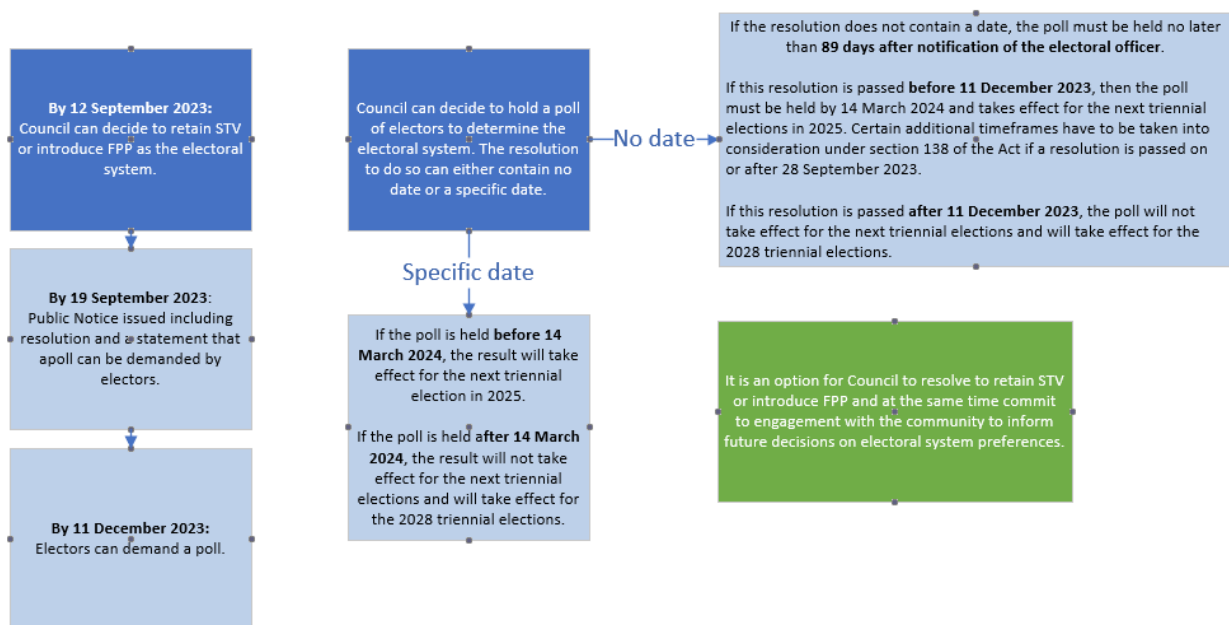 By 12 September 2023:
Council can decide to retain STV
or introduce FPP as the electoral
system.
By 19 September 2023:
Public Notice issued including
resolution and a statement that
apoll can be demanded by
electors.
By 11 December 2023:
Electors can demand a poll.
Council can decide to hold a poll
of electors to determine the
electoral system. The resolution
to do so can either contain no
date or a specific date.
No date
Specific date
If the poll is held before 14
March 2024, the result will take
effect for the next triennial
election in 2025.
If the poll is held after 14 March
2024, the result will not take
effect for the next triennial
elections and will take effect for
the 2028 triennial elections.
If the resolution does not contain a date, the poll must be held no later
than 89 days after notification of the electoral officer.
If this resolution is passed before 11 December 2023, then the poll
must be held by 14 March 2024 and takes effect for the next triennial
elections in 2025. Certain additional timeframes have to be taken into
consideration under section 138 of the Act if a resolution is passed on
or after 28 September 2023.
If this resolution is passed after 11 December 2023, the poll will not
take effect for the next triennial elections and will take effect for the
2028 triennial elections.
It is an option for Council to resolve to retain STV
or introduce FPP and at the same time commit
to engagement with the community to inform
future decisions on electoral system preferences.